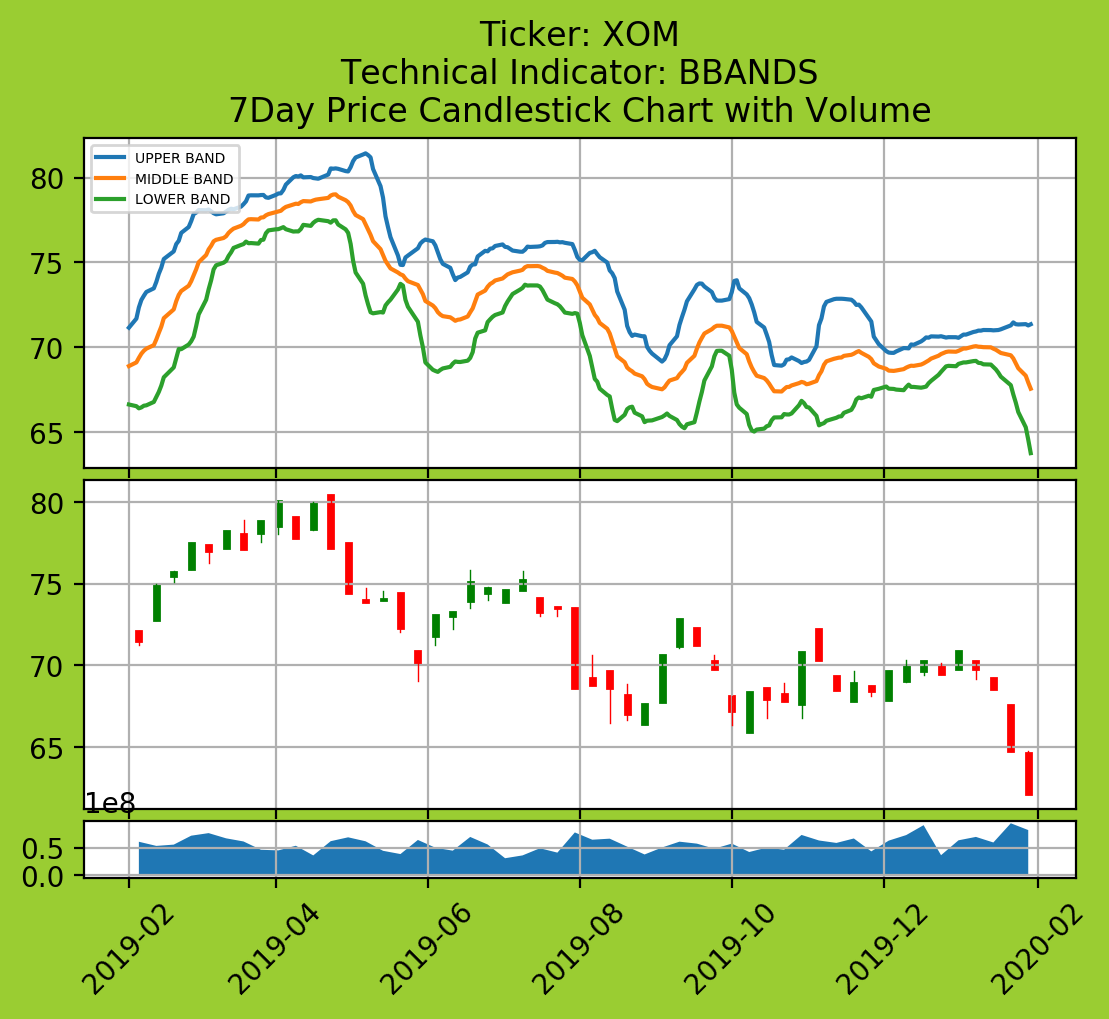 Ticker: XOM
Technical Indicator: BBANDS
7Day Price Candlestick Chart with Volume
UPPER BAND
MIDDLE BAND
LOWER BAND
80
75
70
65
80
75
70
65
1e8
0.5
0.0
2019-02
2019-04
2019-06
2019-08
2019-10
2019-12
2020-02